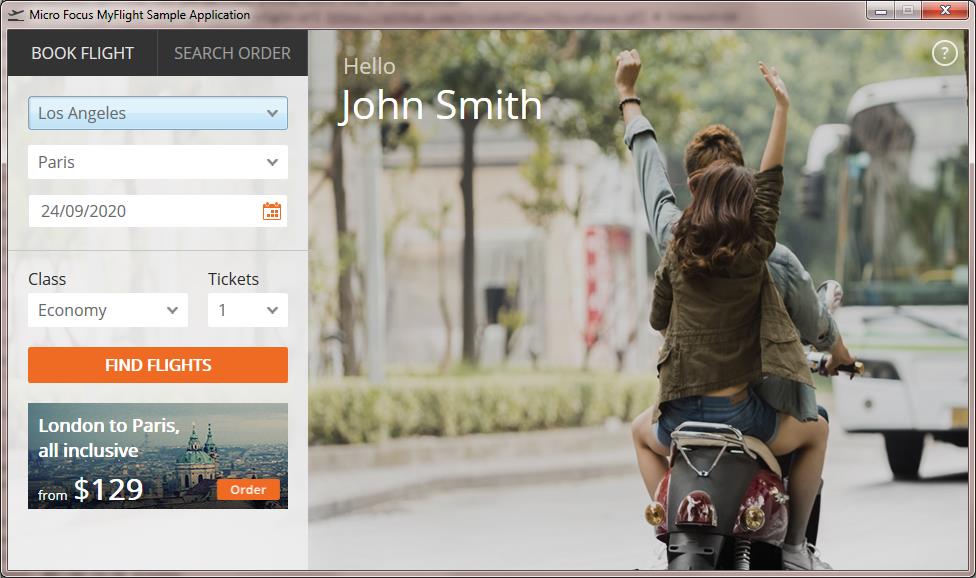 Micro Focus MyFlight Sample Application
BOOK FLIGHT
SEARCH ORDER
Hello
John Smith
?
Los Angeles
Paris
24/09/2020
Class
Tickets
Economy
1
FIND FLIGHTS
London to Paris,
all inclusive
from $129
Order